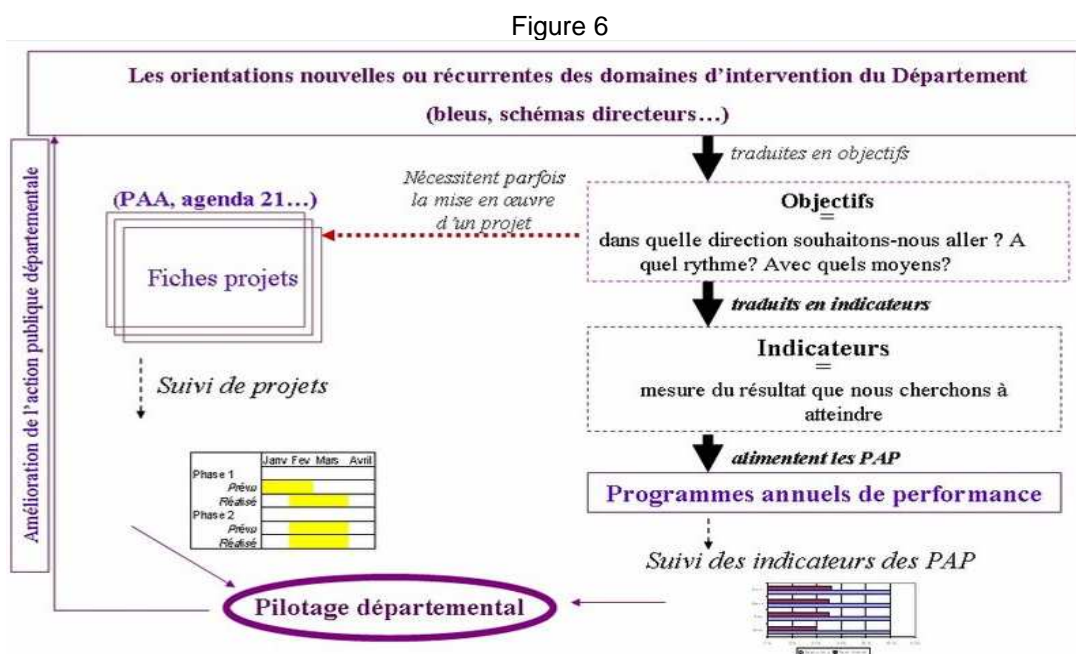 Figure 6
Les orientations nouvelles ou récurrentes des domaines d'intervention du Département
(bleus, schémas directeurs…)
Amélioration de l'action publique départementale
traduites en objectifs
Nécessitent parfois
la mise en œuvre
d'un projet
(PAA, agenda 21…)
Fiches projets
Objectifs
=
dans quelle direction souhaitons-nous aller ? A
quel rythme? Avec quels moyens?
traduits en indicateurs
Indicateurs
=
mesure du résultat que nous cherchons à
atteindre
Suivi de projets
alimentent les PAP
Programmes annuels de performance
Janv Fev Mars Avril
Phase 1
Prévu
Réalisé
Phase 2
Prévu
Réalisé
Suivi des indicateurs des PAP
Pilotage départemental